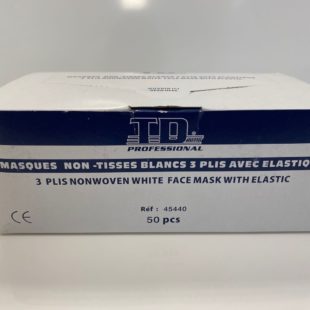 T.D.
PROFESSIONAL
MASQUES NON -TISSES BLANCS 3 PLIS AVEC ELASTIQ
3 PLIS NONWOVEN WHITE FACE MASK WITH ELASTIC
Réf : 45440
50 pcs
CE